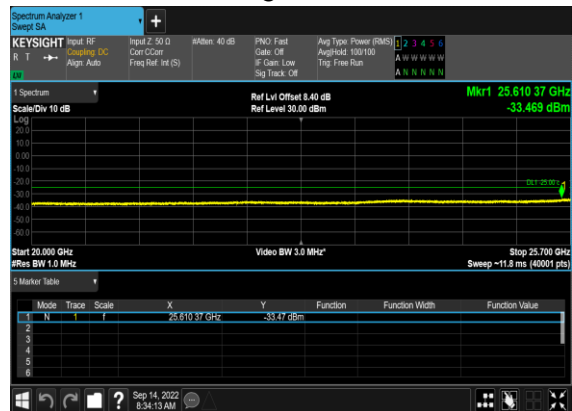 Spectrum Analyzer 1
Swept SA
KEYSIGHT Input: RF Input Z: 50 Ω #Atten: 40 dB PNO: Fast Avg Type: Power (RMS) 1 2 3 4 5 6
R T Coupling: DC Corr CCorr Gate: Off Avg|Hold: 100/100 A W W W W W
Align: Auto Freq Ref: Int (S) IF Gain: Low Trig: Free Run
Sig Track: Off A N N N N N
1 Spectrum Ref Lvl Offset 8.40 dB Mkr1 25.610 37 GHz
Scale/Div 10 dB Ref Level 30.00 dBm -33.469 dBm
Log
20.0
10.0
0.00
-10.0
-20.0
-30.0
-40.0
-50.0
-60.0
1
Start 20.000 GHz Video BW 3.0 MHz* Stop 25.700 GHz
#Res BW 1.0 MHz Sweep ~11.8 ms (40001 pts)
5 Marker Table
Mode Trace Scale X Y Function Function Width Function Value
1 N 1 f 25.610 37 GHz -33.47 dBm
2
3
4
5
6
? Sep 14, 2022
8:34:13 AM